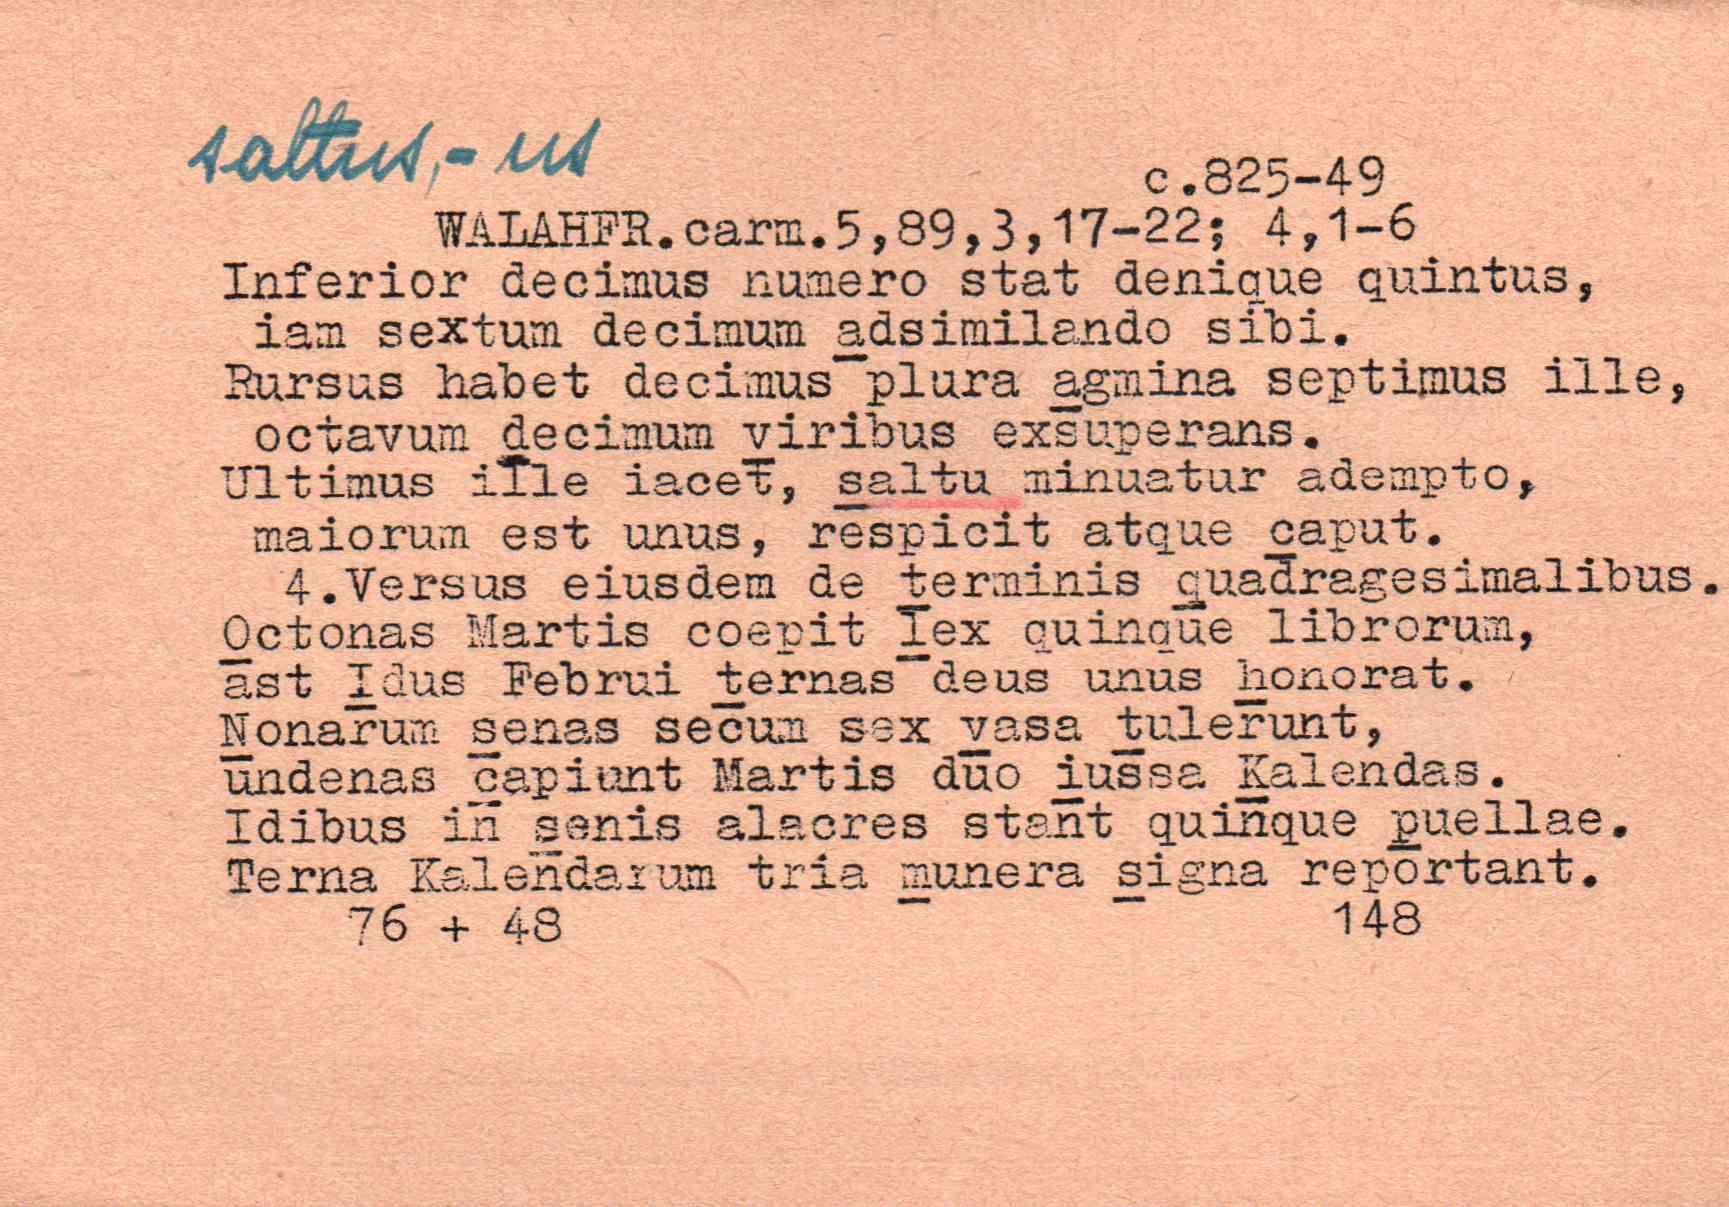 saltus,-us
c.825-49
WALAHFR.carm.5,89,3,17-22; 4,1-6
Inferior decimus numero stat denique quintus,
iam sextum decimum adsimilando sibi.
Rursus habet decimus plura agmina septimus ille,
octavum decimum viribus exsuperans.
Ultimus ille iacet, saltu minuatur adempto,
maiorum est unus, respicit atque caput.
4.Versus eiusdem de terminis quadragesimalibus.
Octonas Martis coepit lex quinque librorum,
ast Idus Februi ternas deus unus honorat.
Nonarum senas secum sex vasa tulerunt,
undenas capiunt Martis duo iussa Kalendas.
Idibus in senis alacres stant quinque puellae.
Terna Kalendarum tria munera signa reportant.
76 + 48 148